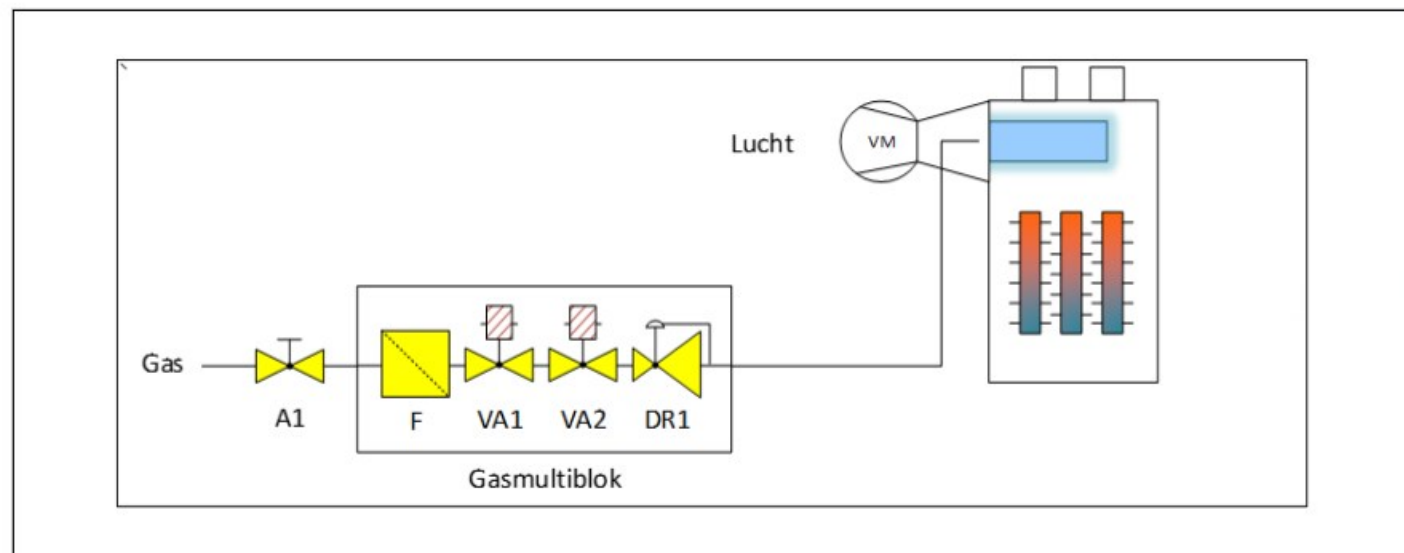 Lucht
VM
Gas
A1
F
VA1
VA2
DR1
Gasmultiblok